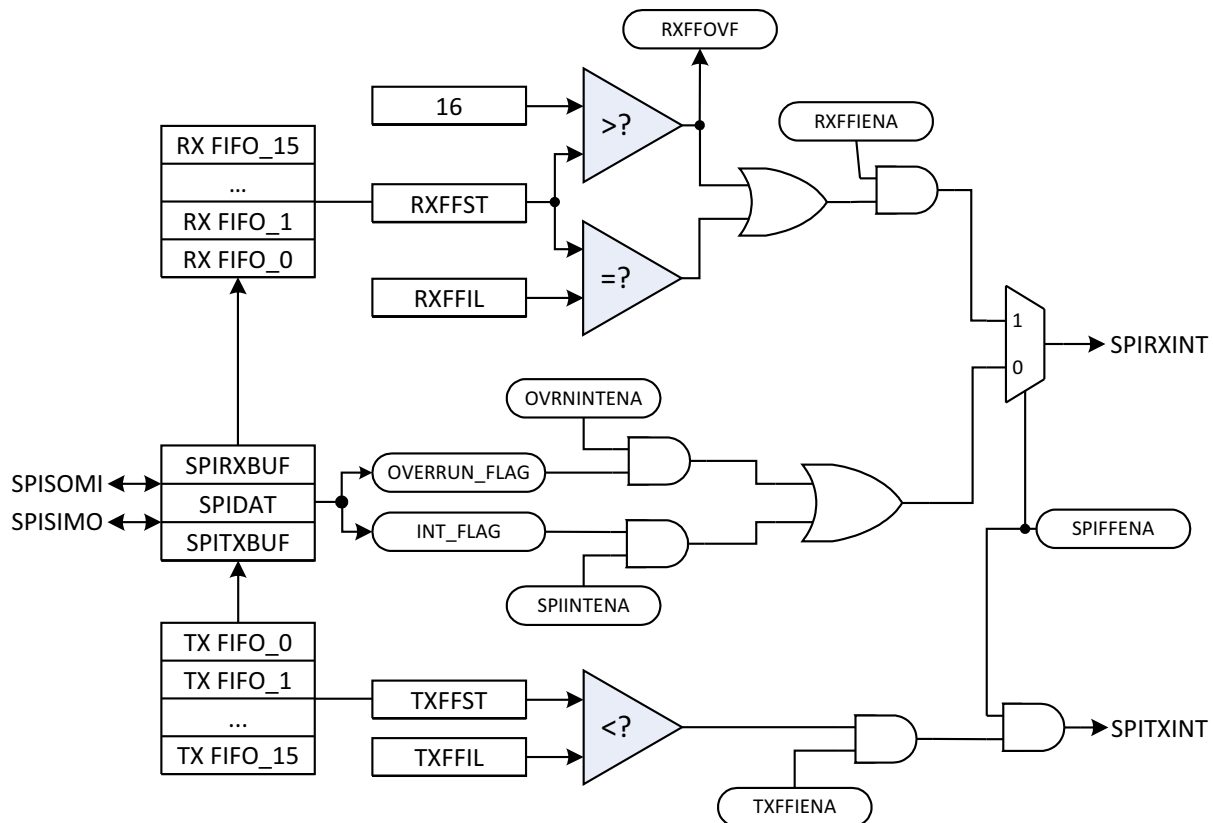 RXFFOVF
16
>?
RXFFIENA
RX FIFO_15
...
RX FIFO_1
RX FIFO_0
RXFFST
RXFFIL
=?
1
0
SPIRXINT
OVRNINTENA
SPISOMI
SPISIMO
SPIRXBUF
SPIDAT
SPITXBUF
OVERRUN_FLAG
INT_FLAG
SPIFFENA
SPIINTENA
TX FIFO_0
TX FIFO_1
...
TX FIFO_15
TXFFST
TXFFIL
<?
SPITXINT
TXFFIENA